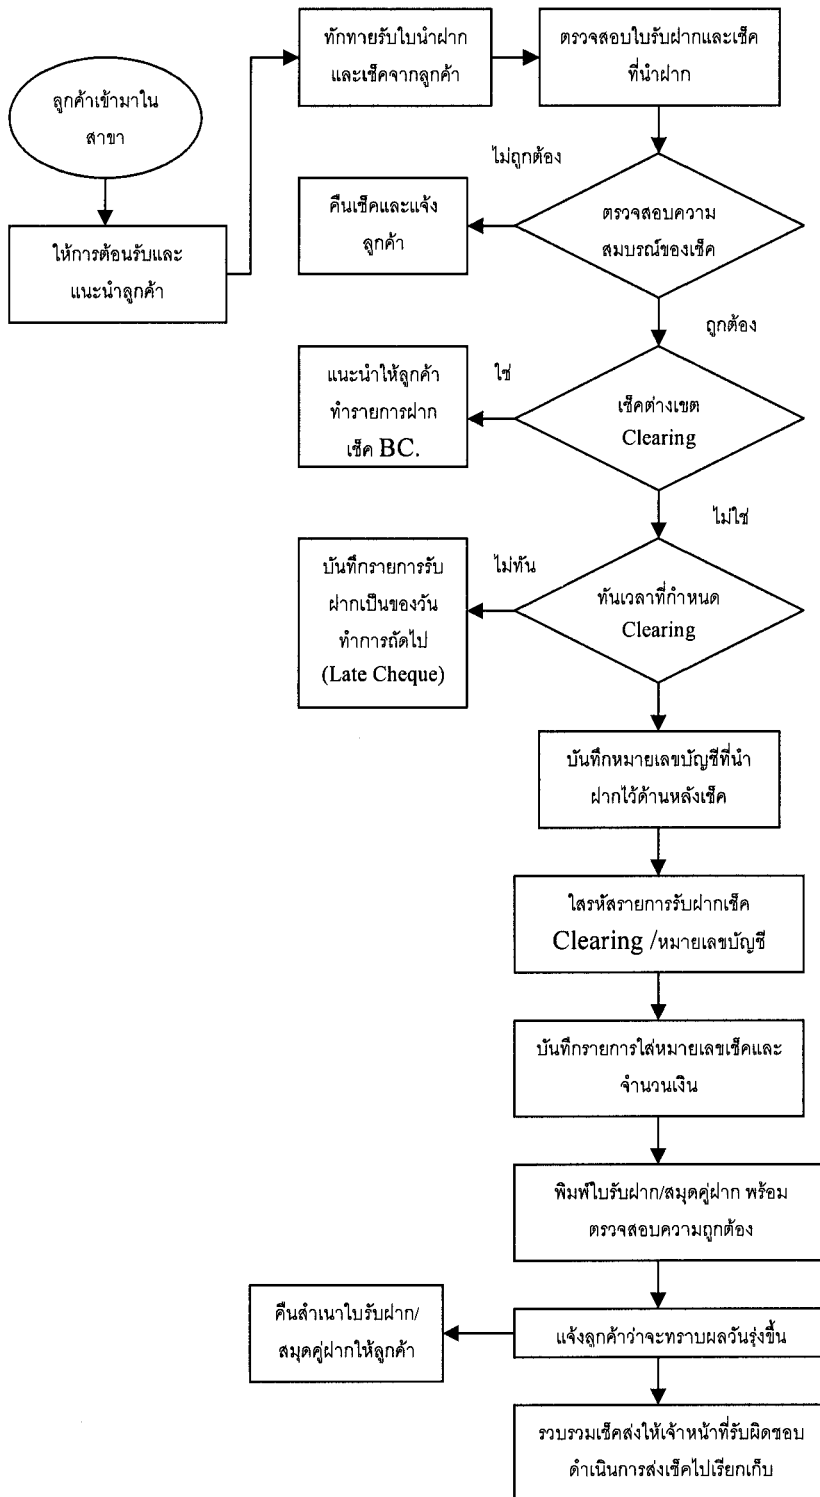 ลูกค้าเข้ามาใน
สาขา
ให้การต้อนรับและ
แนะนำลูกค้า
ทักทายรับใบนำฝาก
และเช็คจากลูกค้า
ตรวจสอบใบรับฝากและเช็ค
ที่นำฝาก
ไม่ถูกต้อง
ตรวจสอบความ
สมบรณ์ของเช็ค
คืนเช็คและแจ้ง
ลูกค้า
ถูกต้อง
เช็คต่างเขต
Clearing
ใช่
แนะนำให้ลูกค้า
ทำรายการฝาก
เช็ค BC.
ไม่ใช่
ทันเวลาที่กำหนด
Clearing
ไม่ทัน
บันทึกรายการรับ
ฝากเป็นของวัน
ทำการถัดไป
(Late Cheque)
บันทึกหมายเลขบัญชีที่นำ
ฝากไว้ด้านหลังเช็ค
ใสรหัสรายการรับฝากเช็ค
Clearing /หมายเลขบัญชี
บันทึกรายการใส่หมายเลขเช็คและ
จำนวนเงิน
พิมพ์ใบรับฝาก/สมุดคู่ฝาก พร้อม
ตรวจสอบความถูกต้อง
แจ้งลูกค้าว่าจะทราบผลวันรุ่งขึ้น
คืนสำเนาใบรับฝาก/
สมุดคู่ฝากให้ลูกค้า
รวบรวมเช็คส่งให้เจ้าหน้าที่รับผิดชอบ
ดำเนินการส่งเช็คไปเรียกเก็บ